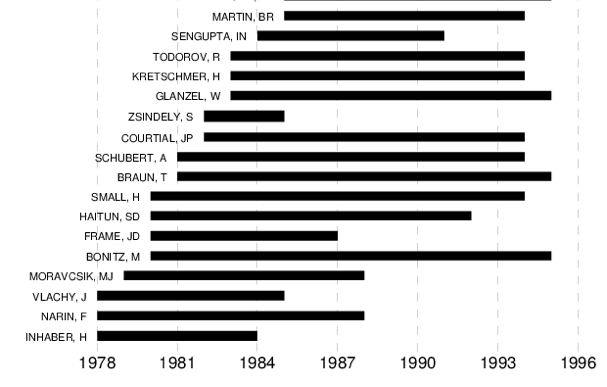 MARTIN, BR
SENGUPTA, IN
TODOROV, R
KRETSCHMER, H
GLANZEL, W
ZSINDELY, S
COURTIAL, JP
SCHUBERT, A
BRAUN, T
SMALL, H
HAITUN, SD
FRAME, JD
BONITZ, M
MORAVCSIK, MJ
VLACHY, J
NARIN, F
INHABER, H
1978 1981 1984 1987 1990 1993 1996